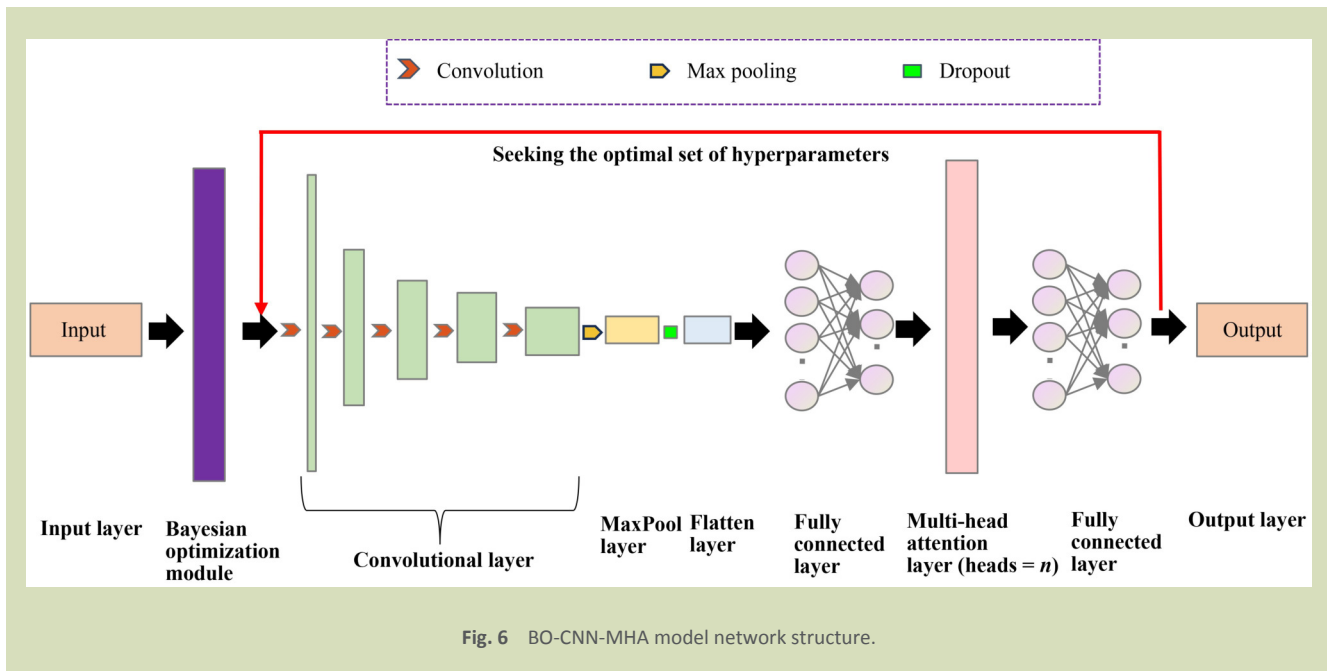 Convolution
Max pooling
Dropout
Seeking the optimal set of hyperparameters
Input
Output
Input layer
Bayesian
optimization
module
Convolutional layer
MaxPool
layer
Flatten
layer
Fully
connected
layer
Multi-head
attention
layer (heads = n)
Fully
connected
layer
Output layer
Fig. 6 BO-CNN-MHA model network structure.